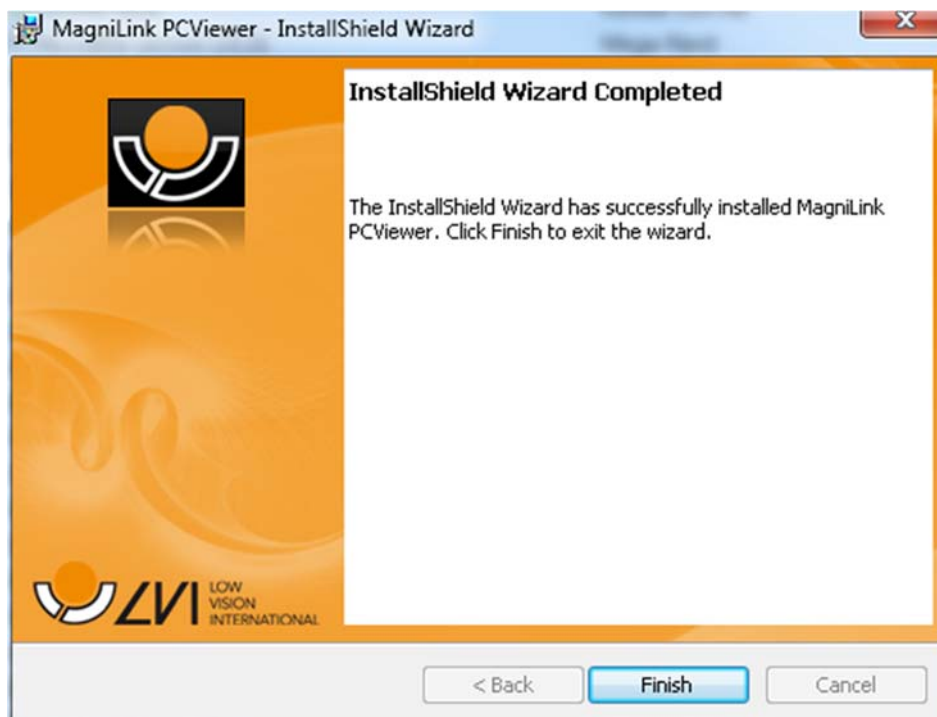 MagniLink PCViewer - InstallShield Wizard
InstallShield Wizard Completed
The InstallShield Wizard has successfully installed MagniLink
PCViewer. Click Finish to exit the wizard.
LVI
LOW
VISION
INTERNATIONAL
< Back
Finish
Cancel